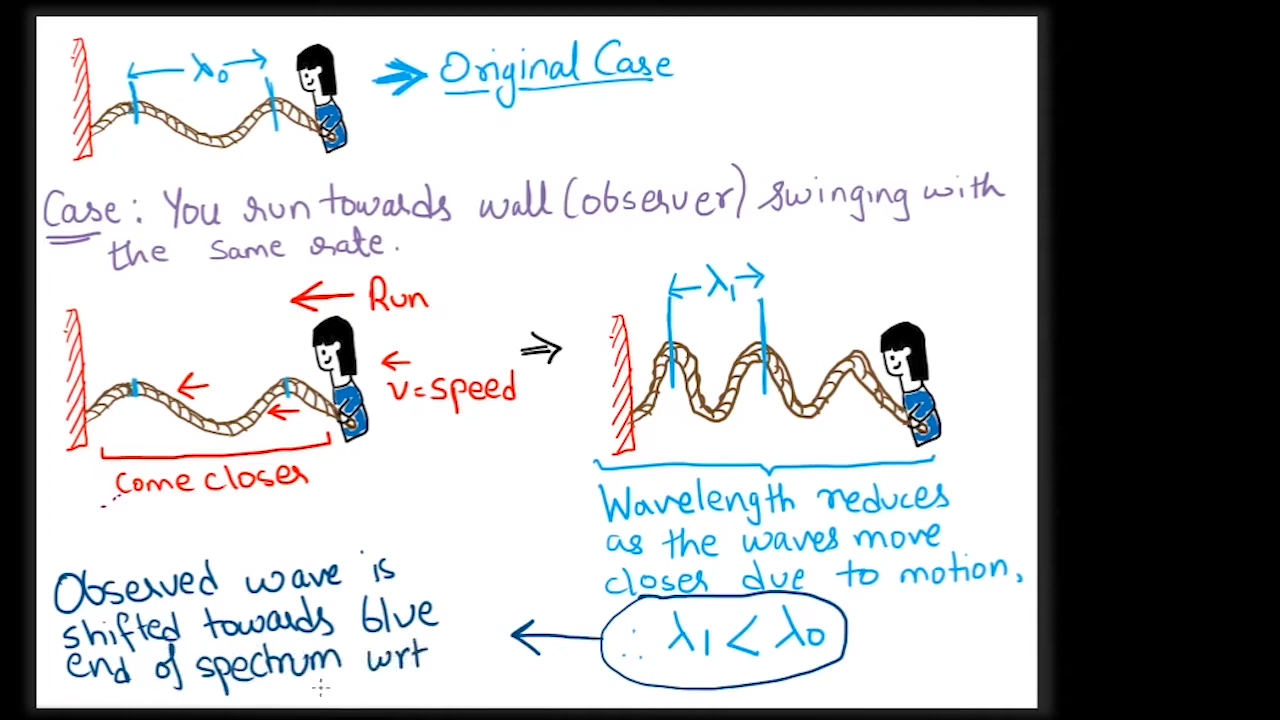 λ₀
Original Case
Case: You run towards wall (observer) swinging with
the same rate.
Run
v = speed
come closer
λ₁
Wavelength reduces
as the waves move
closer due to motion.
∴ λ₁ < λ₀
Observed wave is
shifted towards blue
end of spectrum wrt